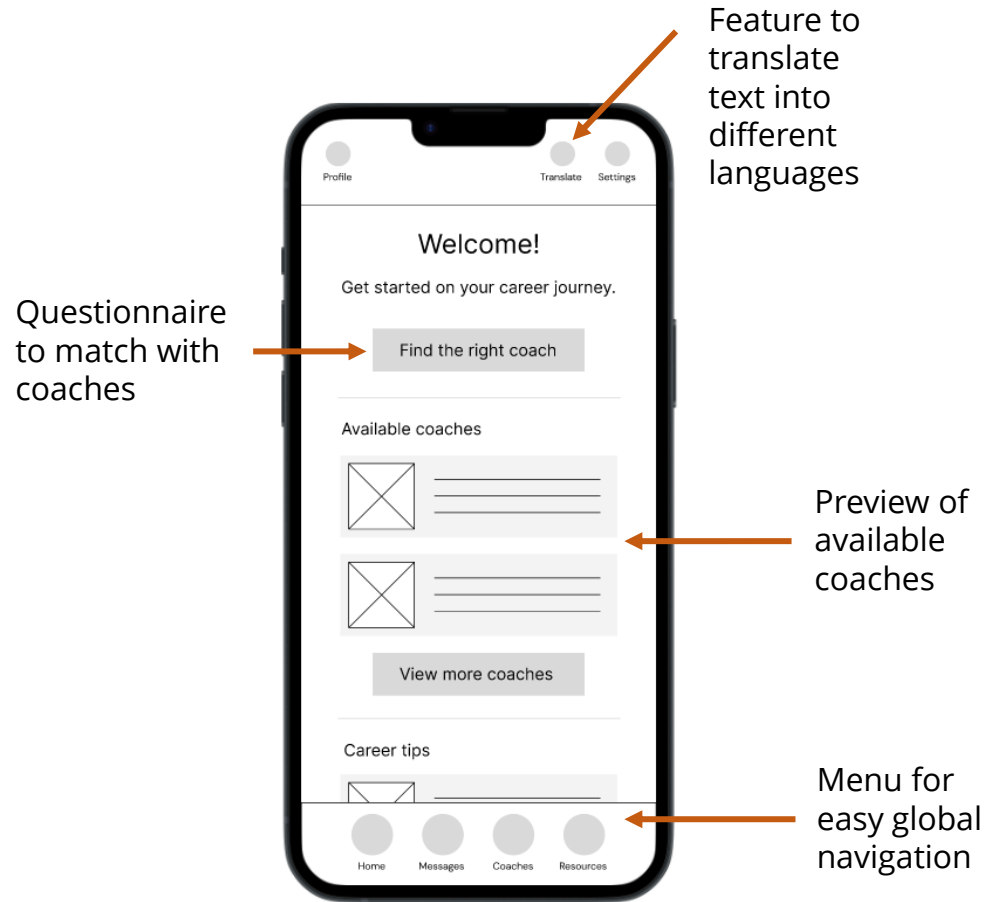 Feature to
translate
text into
different
languages
Profile
Translate
Settings
Welcome!
Get started on your career journey.
Questionnaire
to match with
coaches
Find the right coach
Available coaches
Preview of
available
coaches
View more coaches
Career tips
Menu for
easy global
navigation
Home
Messages
Coaches
Resources